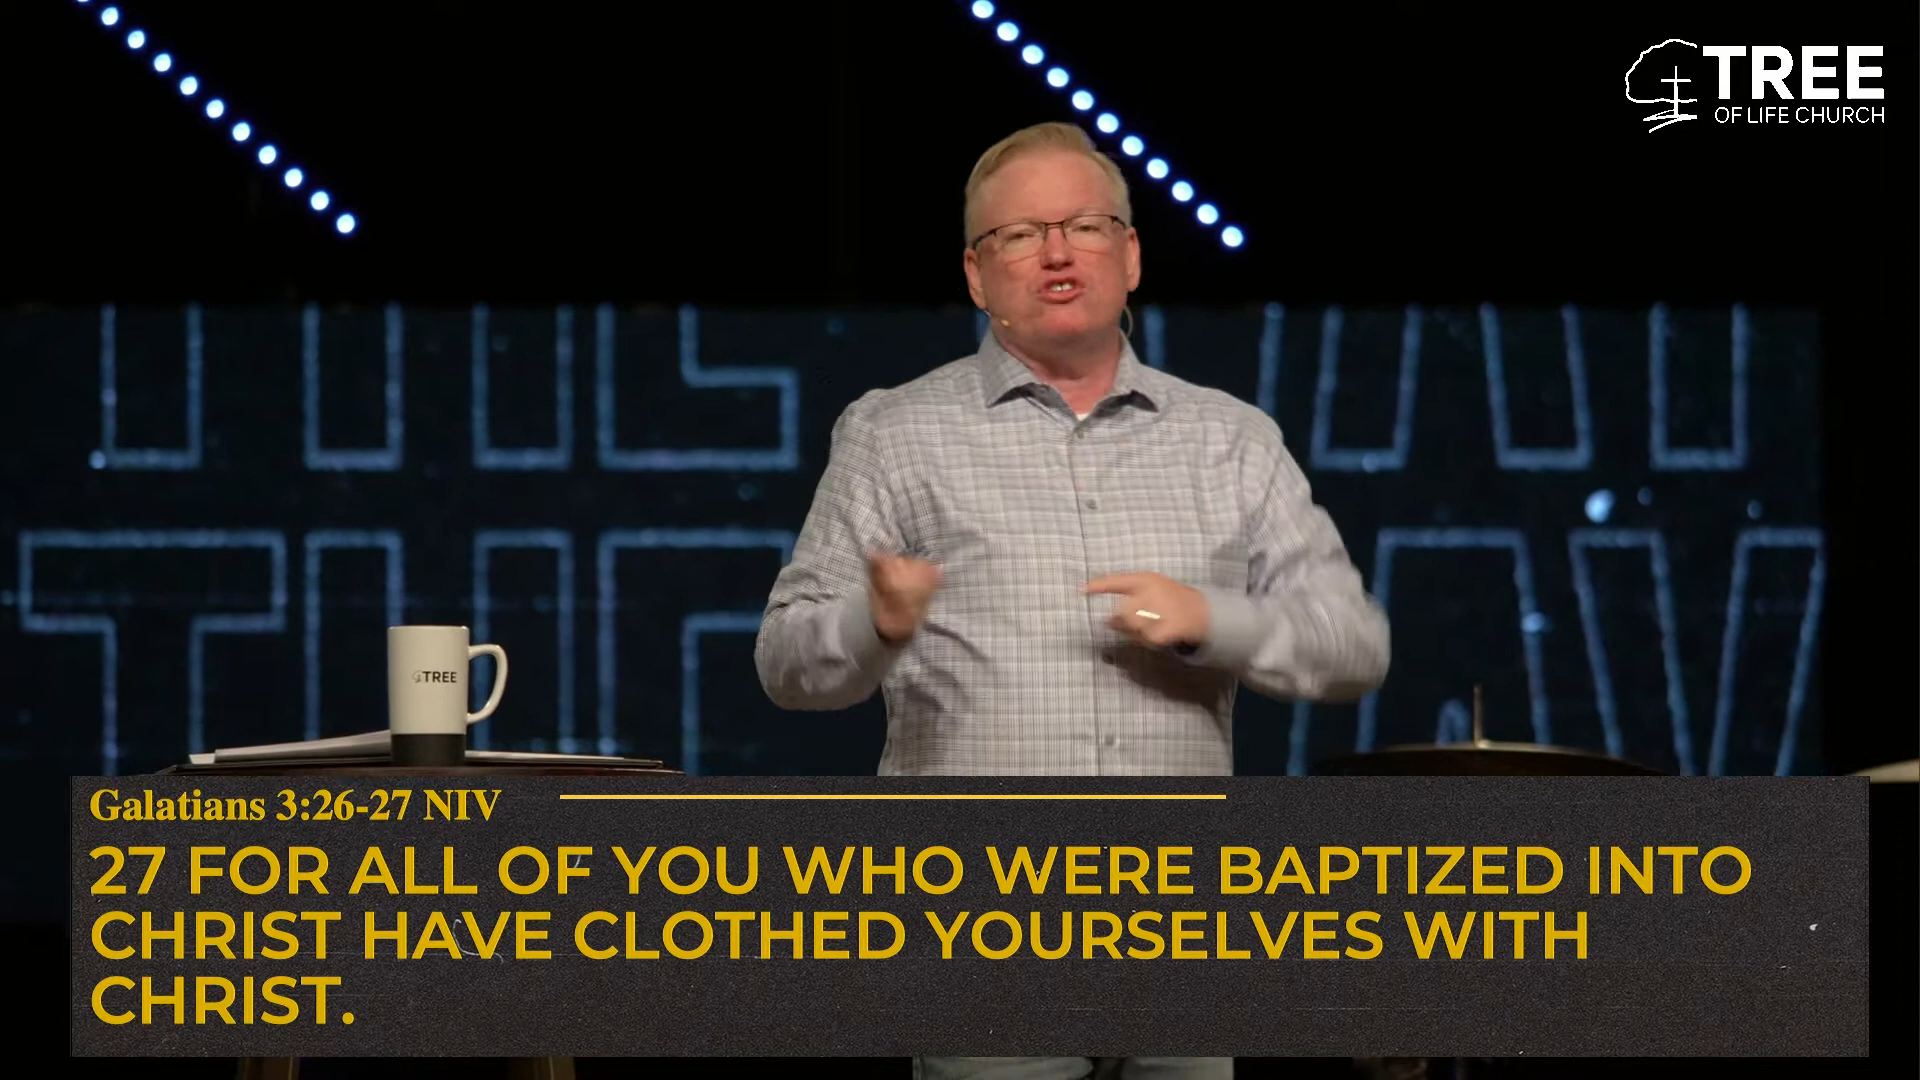 TREE
OF LIFE CHURCH
TREE
Galatians 3:26-27 NIV
27 FOR ALL OF YOU WHO WERE BAPTIZED INTO
CHRIST HAVE CLOTHED YOURSELVES WITH
CHRIST.